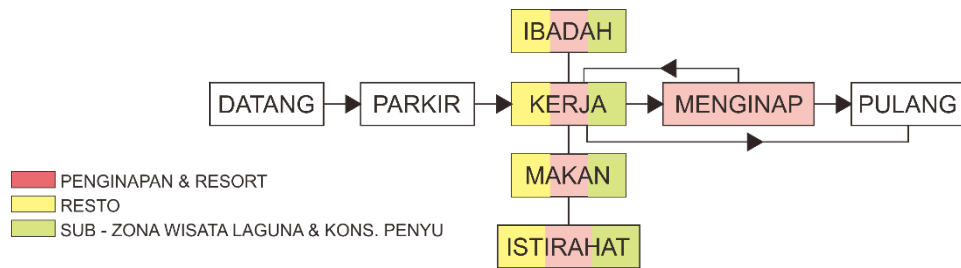 IBADAH
DATANG
PARKIR
KERJA
MENGINAP
PULANG
MAKAN
ISTIRAHAT
PENGINAPAN & RESORT
RESTO
SUB - ZONA WISATA LAGUNA & KONS. PENYU